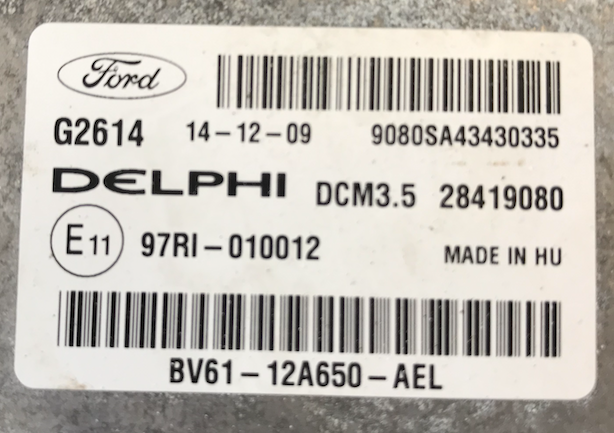 Ford
G2614 14-12-09 9080SA43430335
DELPHI DCM3.5 28419080
E11 97RI-010012 MADE IN HU
BV61-12A650-AEL